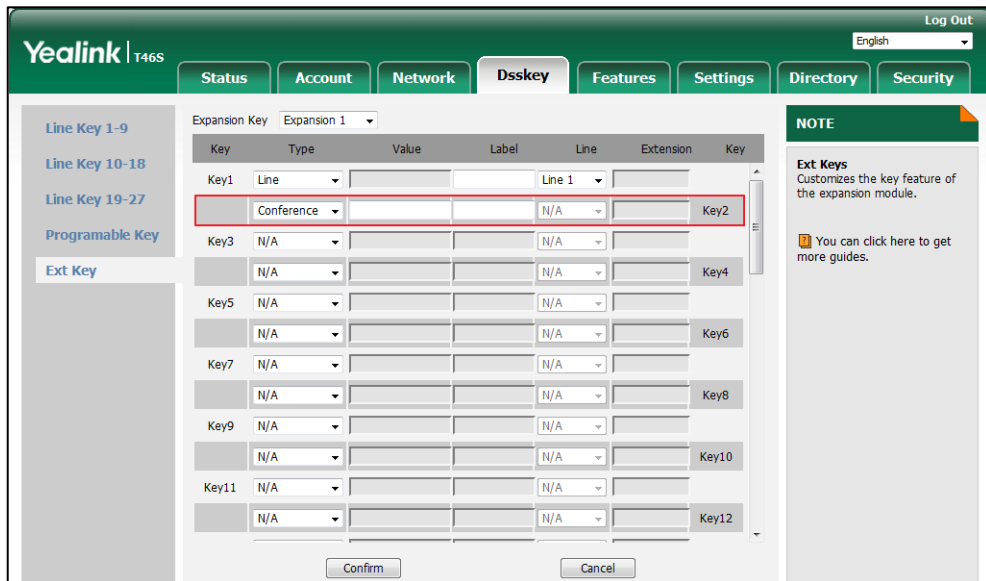 Log Out
Yealink T46S
English
Status Account Network Dsskey Features Settings Directory Security
Line Key 1-9
Line Key 10-18
Line Key 19-27
Programable Key
Ext Key
Expansion Key Expansion 1
Key Type Value Label Line Extension Key
Key1 Line Line 1
Conference N/A Key2
Key3 N/A N/A
N/A N/A Key4
Key5 N/A N/A
N/A N/A Key6
Key7 N/A N/A
N/A N/A Key8
Key9 N/A N/A
N/A N/A Key10
Key11 N/A N/A
N/A N/A Key12
Confirm Cancel
NOTE
Ext Keys
Customizes the key feature of
the expansion module.
You can click here to get
more guides.